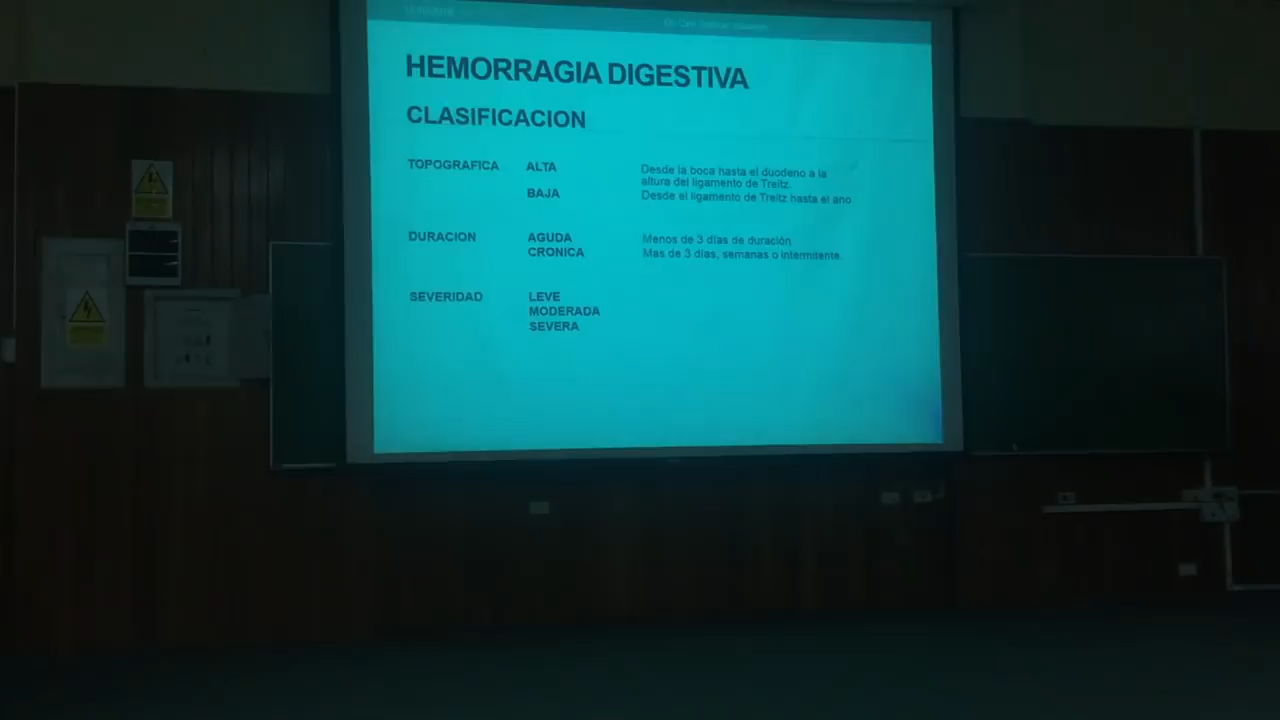 HEMORRAGIA DIGESTIVA
CLASIFICACION
TOPOGRAFICA ALTA Desde la boca hasta el duodeno a la
altura del ligamento de Treitz.
BAJA Desde el ligamento de Treitz hasta el ano
DURACION AGUDA Menos de 3 días de duración
CRONICA Mas de 3 días, semanas o intermitente.
SEVERIDAD LEVE
MODERADA
SEVERA